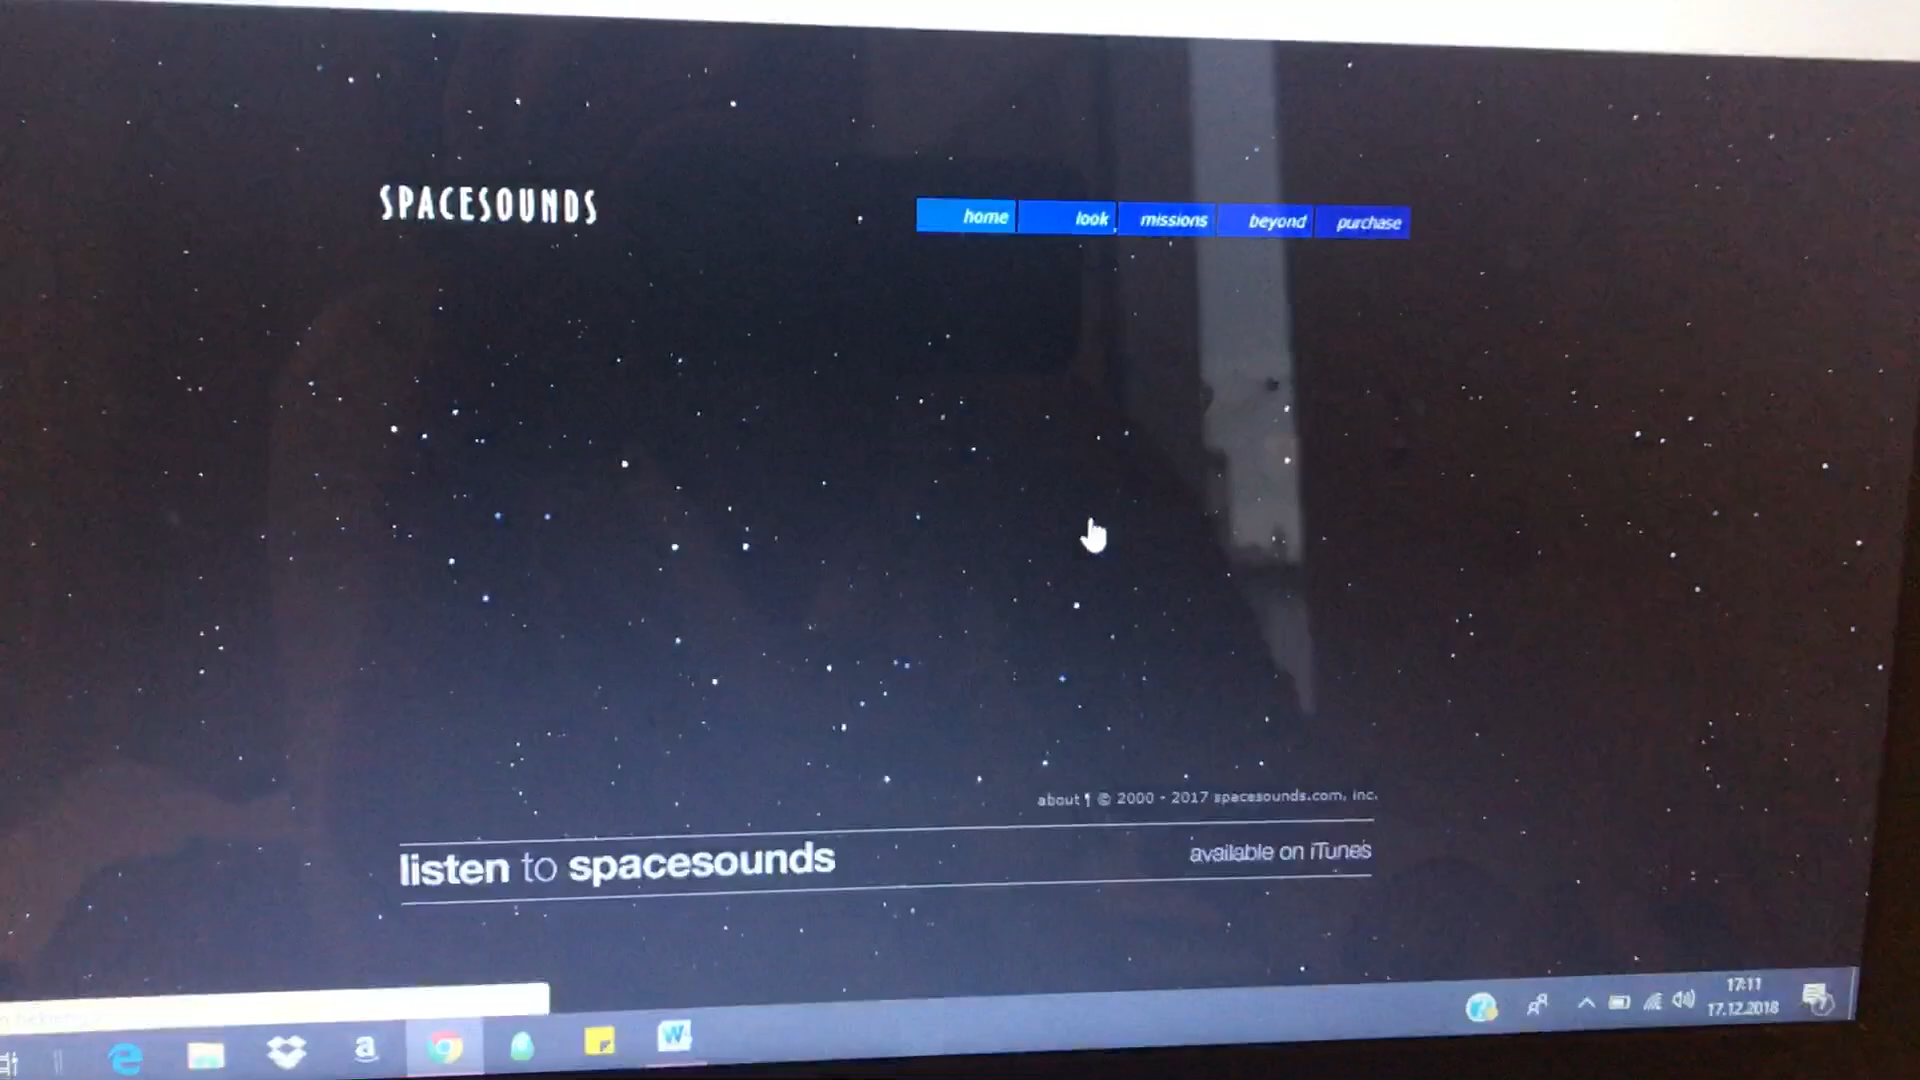 SPACESOUNDS
home look missions beyond purchase
about ¶ © 2000 - 2017 spacesounds.com, inc.
listen to spacesounds
available on iTunes
17:11
17.12.2018